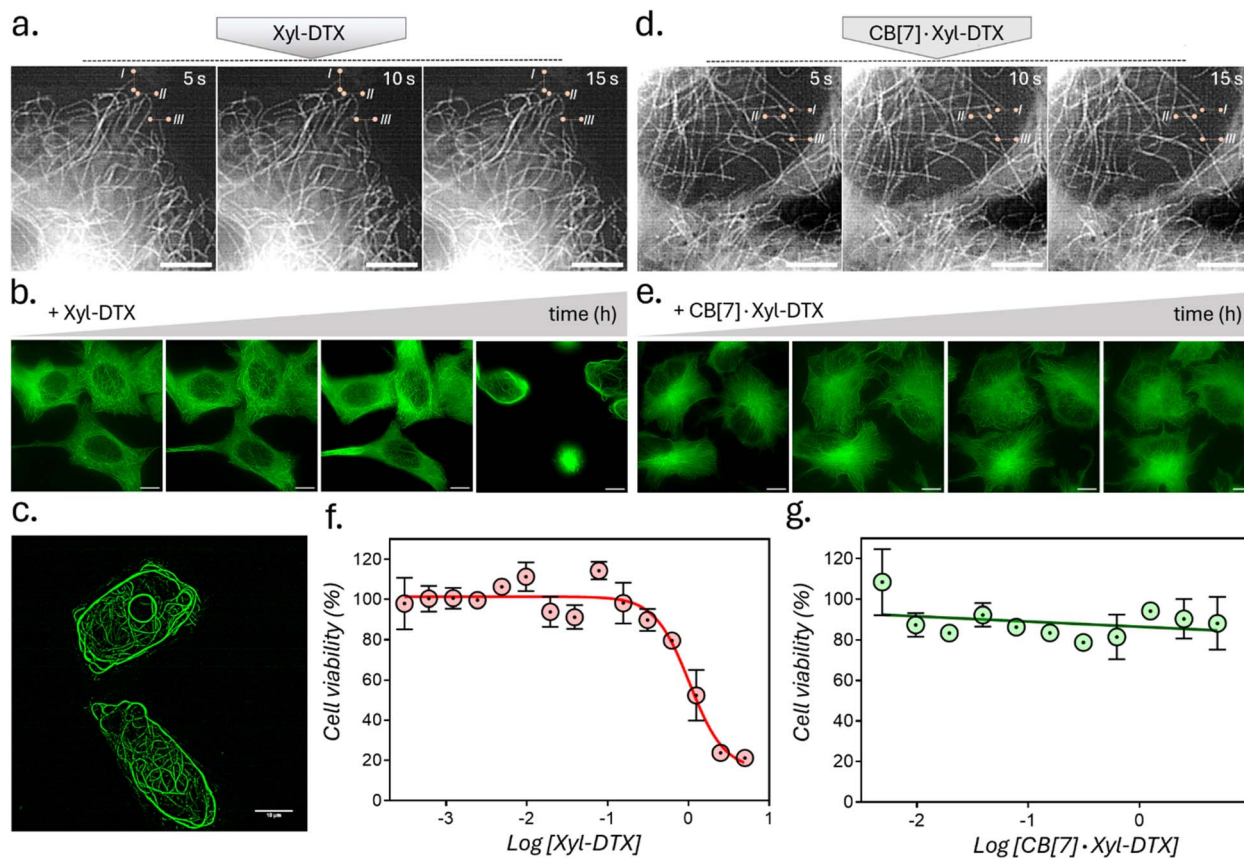 a.
Xyl-DTX
5 s
10 s
15 s
I
II
III
I
II
III
I
II
III
d.
CB[7]·Xyl-DTX
5 s
10 s
15 s
I
II
III
I
II
III
I
II
III
b.
+ Xyl-DTX
time (h)
e.
+ CB[7]·Xyl-DTX
time (h)
c.
10 µm
f.
Cell viability (%)
120
100
80
60
40
20
0
-3
-2
-1
0
1
Log [Xyl-DTX]
g.
Cell viability (%)
120
100
80
60
40
20
0
-2
-1
0
Log [CB[7]·Xyl-DTX]